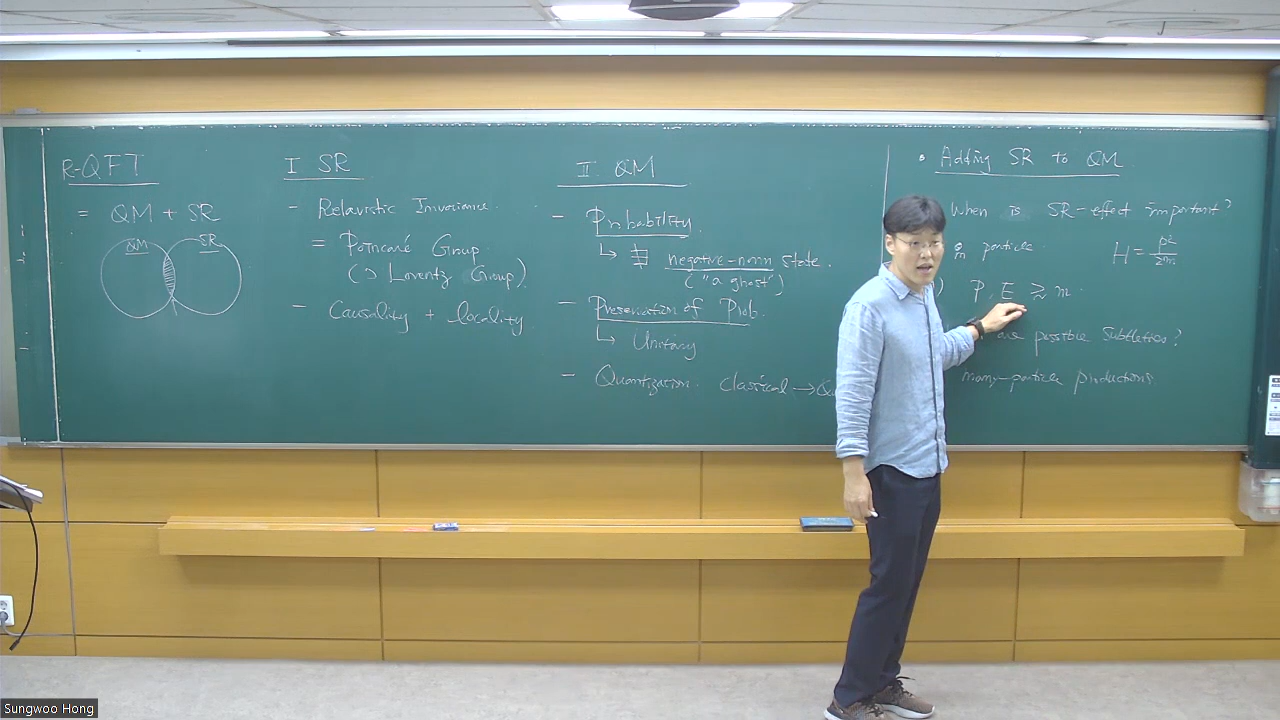 R-QFT
= QM + SR
QM SR
I SR
- Relavistic Invariance.
= Poincaré Group
(⊃ Lorentz Group)
- Causality + locality
II. QM
- Probability
↳ negative-norm state.
("a ghost")
- Preservation of Prob.
↳ Unitary
- Quantization. classical → Q
• Adding SR to QM
When is SR-effect important?
m particle. H = p²/2m
) P, E ≳ m.
are possible subtleties?
many-particle productions
Sungwoo Hong